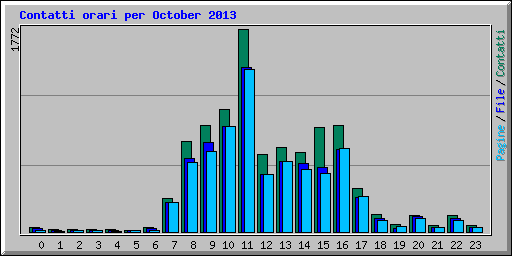 Contatti orari per October 2013
1772
Pagine / File / Contatti
0 1 2 3 4 5 6 7 8 9 10 11 12 13 14 15 16 17 18 19 20 21 22 23